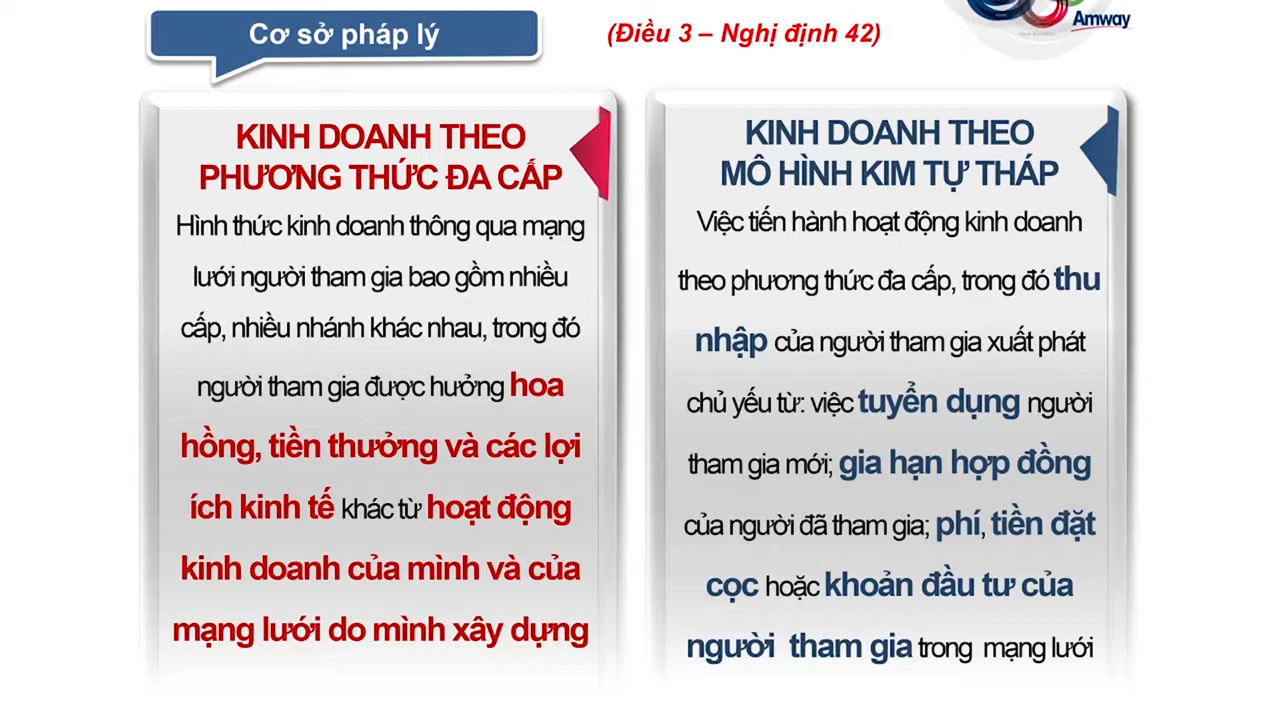 Cơ sở pháp lý
(Điều 3 – Nghị định 42)
Amway
KINH DOANH THEO
PHƯƠNG THỨC ĐA CẤP
Hình thức kinh doanh thông qua mạng
lưới người tham gia bao gồm nhiều
cấp, nhiều nhánh khác nhau, trong đó
người tham gia được hưởng hoa
hồng, tiền thưởng và các lợi
ích kinh tế khác từ hoạt động
kinh doanh của mình và của
mạng lưới do mình xây dựng
KINH DOANH THEO
MÔ HÌNH KIM TỰ THÁP
Việc tiến hành hoạt động kinh doanh
theo phương thức đa cấp, trong đó thu
nhập của người tham gia xuất phát
chủ yếu từ: việc tuyển dụng người
tham gia mới; gia hạn hợp đồng
của người đã tham gia; phí, tiền đặt
cọc hoặc khoản đầu tư của
người tham gia trong mạng lưới